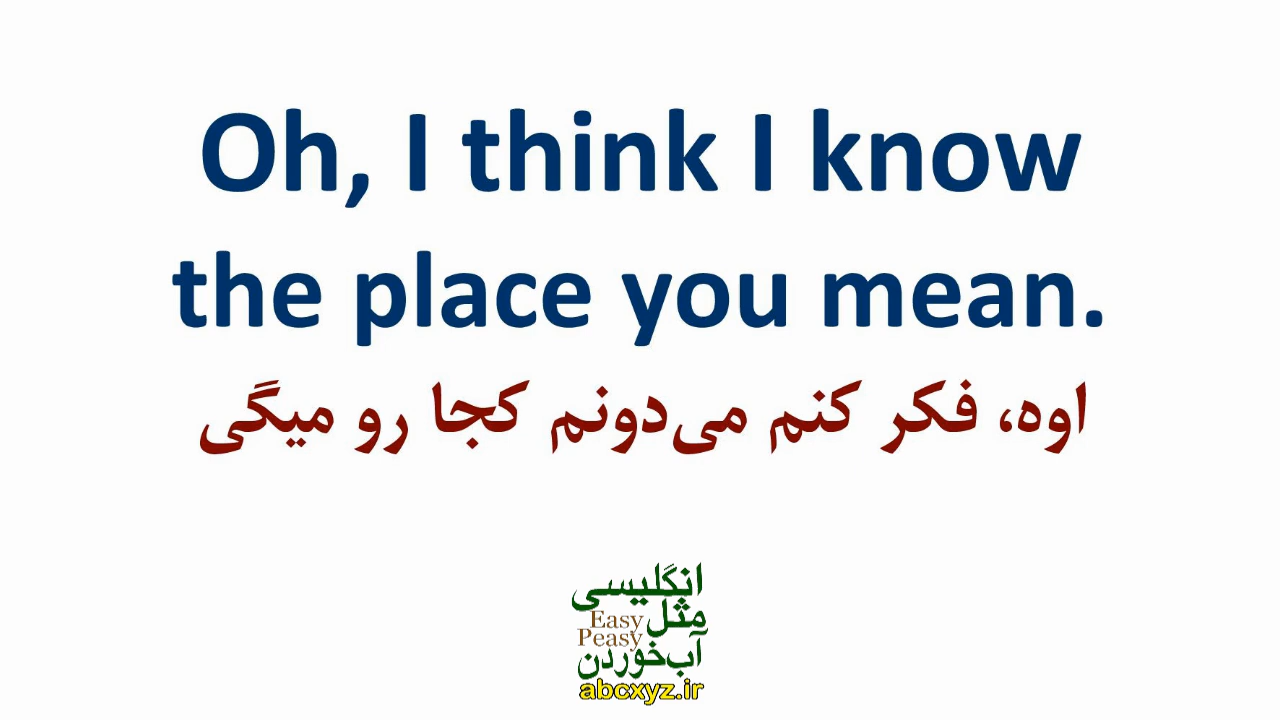 Oh, I think I know
the place you mean.
اوه، فکر کنم می‌دونم کجا رو میگی
انگلیسی
مثل
Easy
Peasy
آب‌خوردن
abcxyz.ir